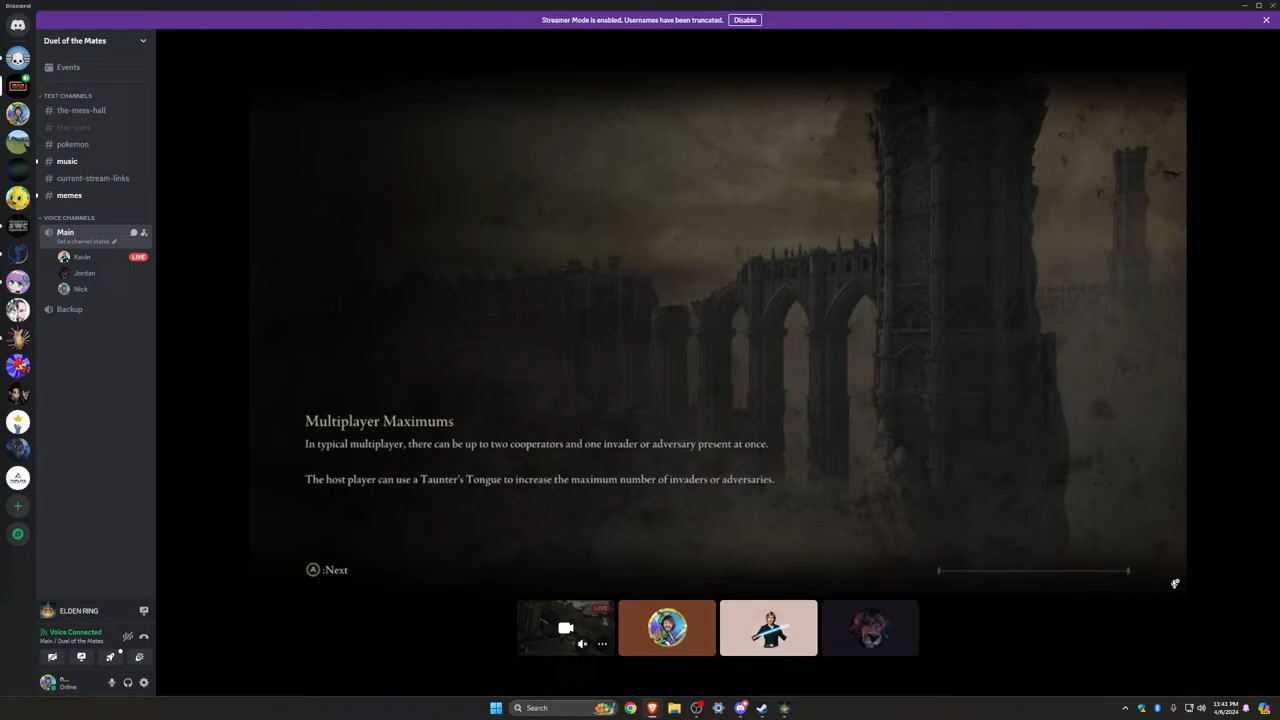 Discord
Streamer Mode is enabled. Usernames have been truncated.
Disable
Duel of the Mates
Events
TEXT CHANNELS
# the-mess-hall
# star-wars
# pokemon
# music
# current-stream-links
# memes
VOICE CHANNELS
Main
Set a channel status
Kevin
LIVE
Jordan
Nick
Backup
Multiplayer Maximums
In typical multiplayer, there can be up to two cooperators and one invader or adversary present at once.
The host player can use a Taunter's Tongue to increase the maximum number of invaders or adversaries.
A :Next
LIVE
ELDEN RING
Voice Connected
Main / Duel of the Mates
n...
Online
Search
11:41 PM
4/6/2024